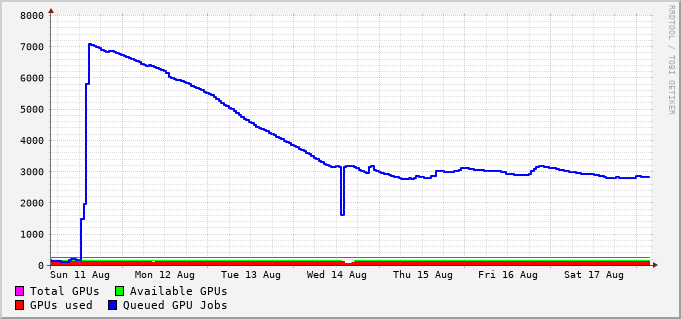 8000
7000
6000
5000
4000
3000
2000
1000
0
Sun 11 Aug Mon 12 Aug Tue 13 Aug Wed 14 Aug Thu 15 Aug Fri 16 Aug Sat 17 Aug
Total GPUs Available GPUs
GPUs used Queued GPU Jobs
RRDTOOL / TOBI OETIKER